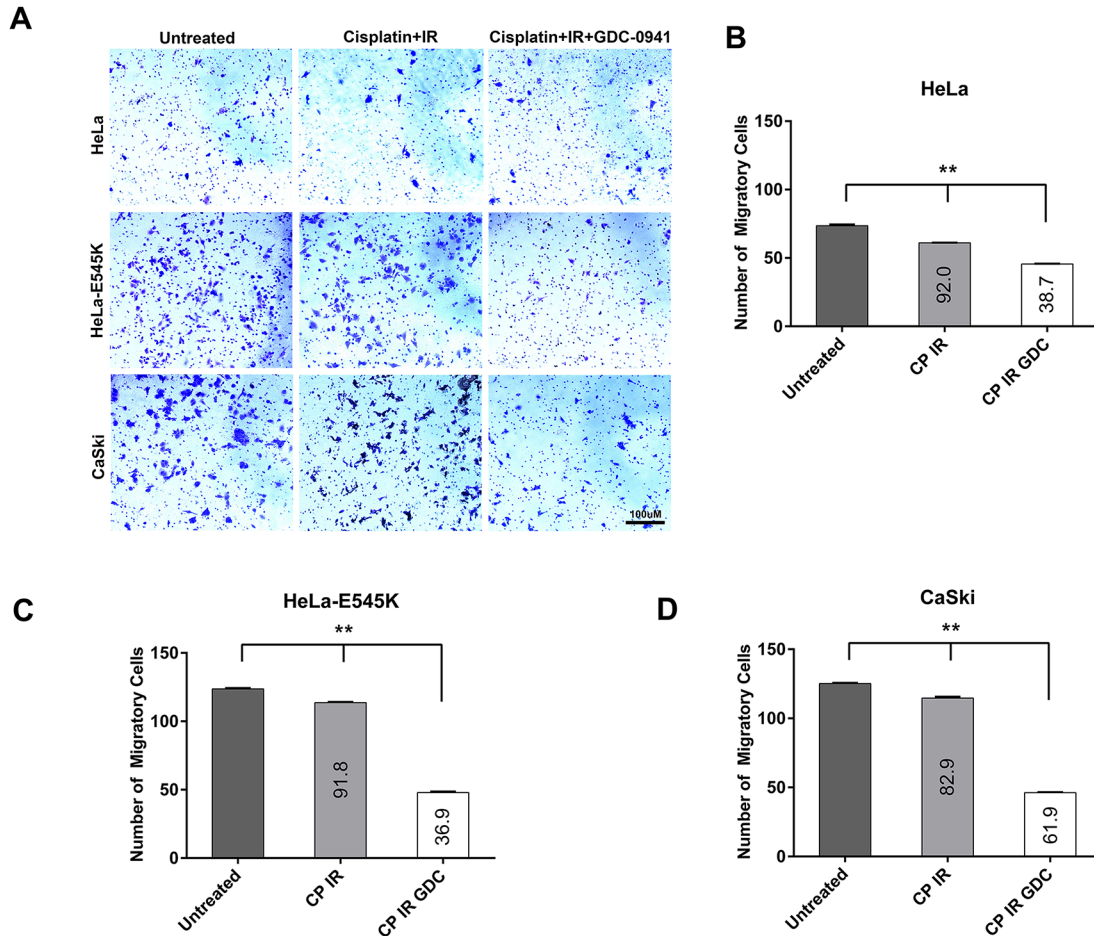 A
Untreated
Cisplatin+IR
Cisplatin+IR+GDC-0941
HeLa
HeLa-E545K
CaSki
100uM
B
HeLa
**
Number of Migratory Cells
150
100
50
0
92.0
38.7
Untreated
CP IR
CP IR GDC
C
HeLa-E545K
**
Number of Migratory Cells
150
100
50
0
91.8
36.9
Untreated
CP IR
CP IR GDC
D
CaSki
**
Number of Migratory Cells
150
100
50
0
82.9
61.9
Untreated
CP IR
CP IR GDC